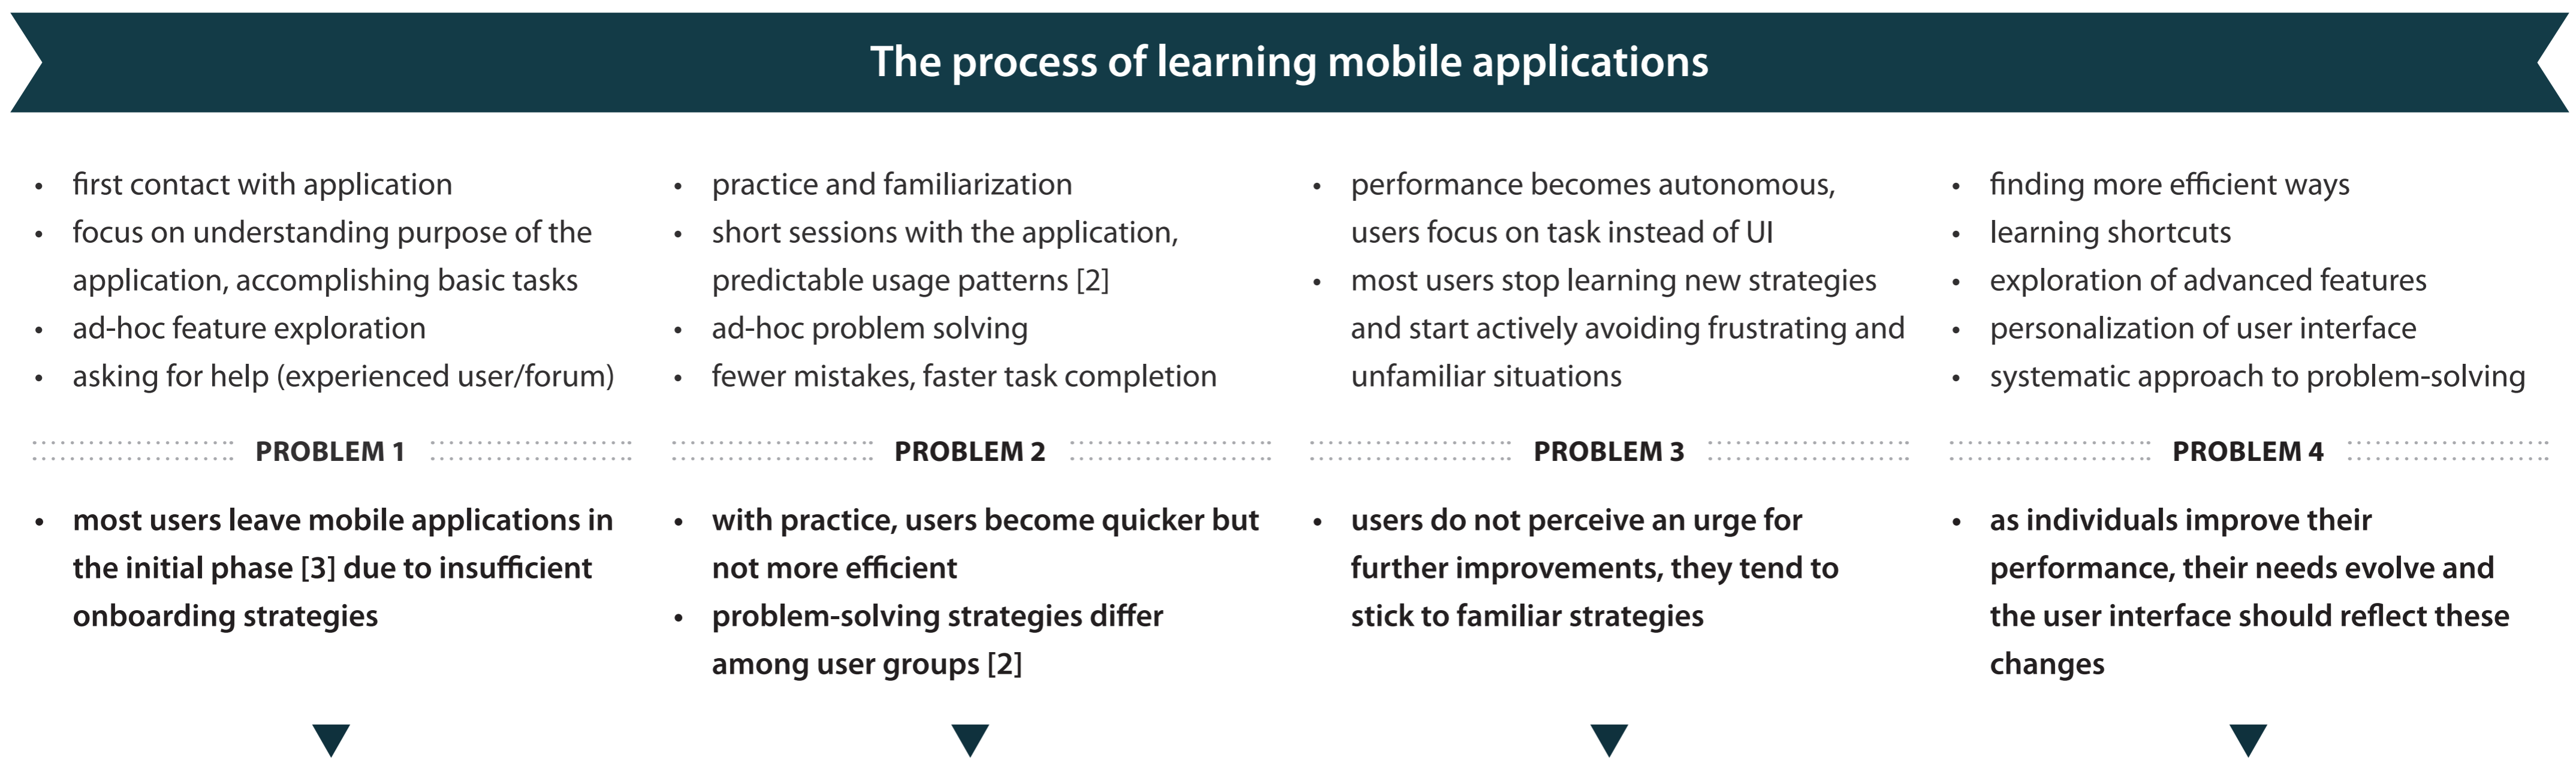 The process of learning mobile applications
• first contact with application
• focus on understanding purpose of the
application, accomplishing basic tasks
• ad-hoc feature exploration
• asking for help (experienced user/forum)
PROBLEM 1
• most users leave mobile applications in
the initial phase [3] due to insufficient
onboarding strategies
• practice and familiarization
• short sessions with the application,
predictable usage patterns [2]
• ad-hoc problem solving
• fewer mistakes, faster task completion
PROBLEM 2
• with practice, users become quicker but
not more efficient
• problem-solving strategies differ
among user groups [2]
• performance becomes autonomous,
users focus on task instead of UI
• most users stop learning new strategies
and start actively avoiding frustrating and
unfamiliar situations
PROBLEM 3
• users do not perceive an urge for
further improvements, they tend to
stick to familiar strategies
• finding more efficient ways
• learning shortcuts
• exploration of advanced features
• personalization of user interface
• systematic approach to problem-solving
PROBLEM 4
• as individuals improve their
performance, their needs evolve and
the user interface should reflect these
changes